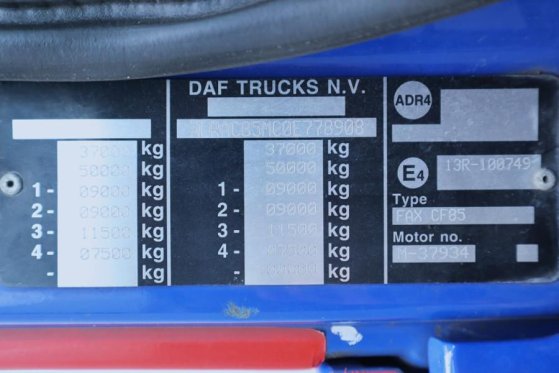 DAF TRUCKS N.V.
37000 kg
50000 kg
1- 09000 kg
2- 09000 kg
3- 11500 kg
4- 07500 kg
- kg
37000 kg
50000 kg
1- 09000 kg
2- 09000 kg
3- 11500 kg
4- 07500 kg
- kg
ADR4
E4 13R-100749
Type
FAX CF85
Motor no.
M-37934